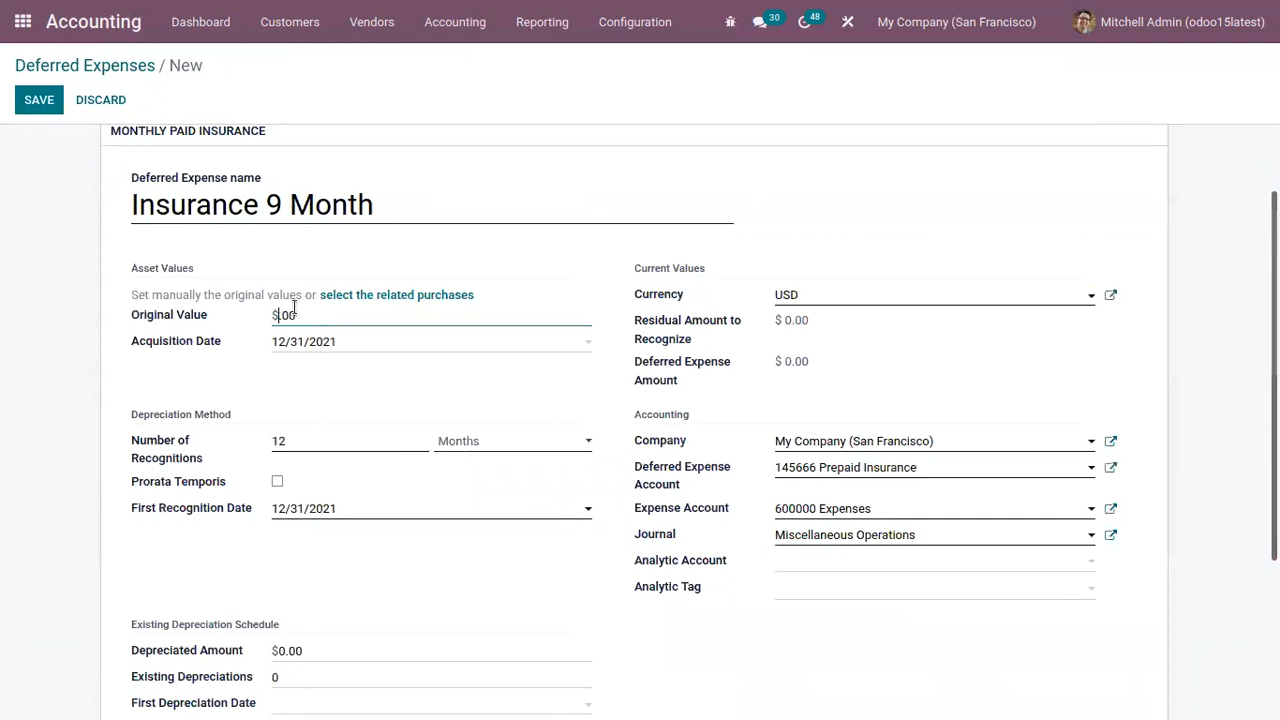 Accounting Dashboard Customers Vendors Accounting Reporting Configuration 30 48 My Company (San Francisco) Mitchell Admin (odoo15latest)
Deferred Expenses / New
SAVE DISCARD
MONTHLY PAID INSURANCE
Deferred Expense name
Insurance 9 Month
Asset Values
Set manually the original values or select the related purchases
Original Value $.00
Acquisition Date 12/31/2021
Current Values
Currency USD
Residual Amount to Recognize $ 0.00
Deferred Expense Amount $ 0.00
Depreciation Method
Number of Recognitions 12 Months
Prorata Temporis
First Recognition Date 12/31/2021
Accounting
Company My Company (San Francisco)
Deferred Expense Account 145666 Prepaid Insurance
Expense Account 600000 Expenses
Journal Miscellaneous Operations
Analytic Account
Analytic Tag
Existing Depreciation Schedule
Depreciated Amount $0.00
Existing Depreciations 0
First Depreciation Date